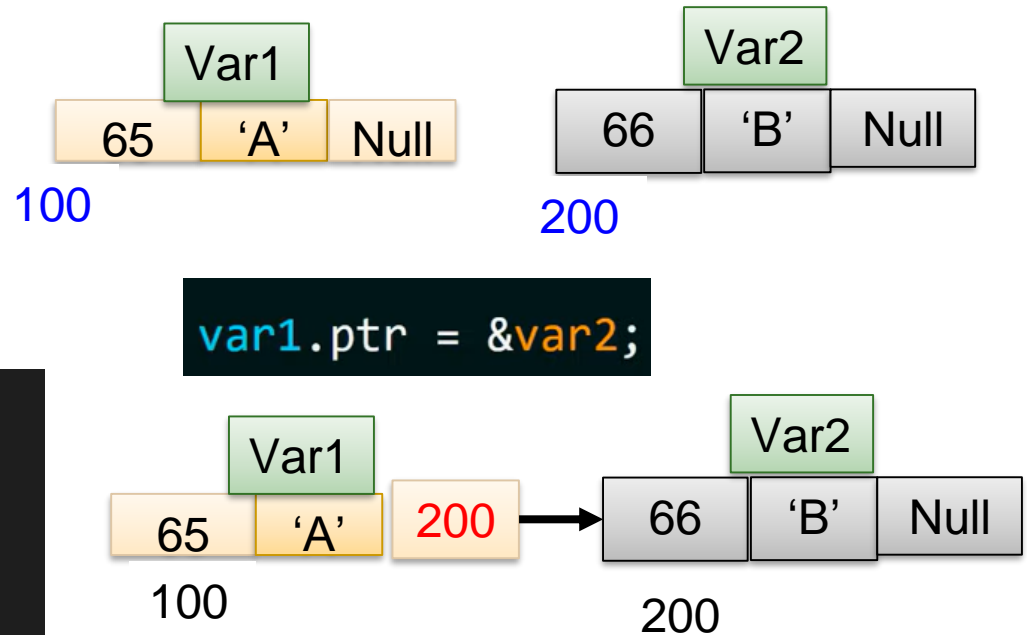 Var1
Var2
65 ‘A’ Null
66 ‘B’ Null
100
200
var1.ptr = &var2;
Var1
Var2
65 ‘A’ 200
66 ‘B’ Null
100
200